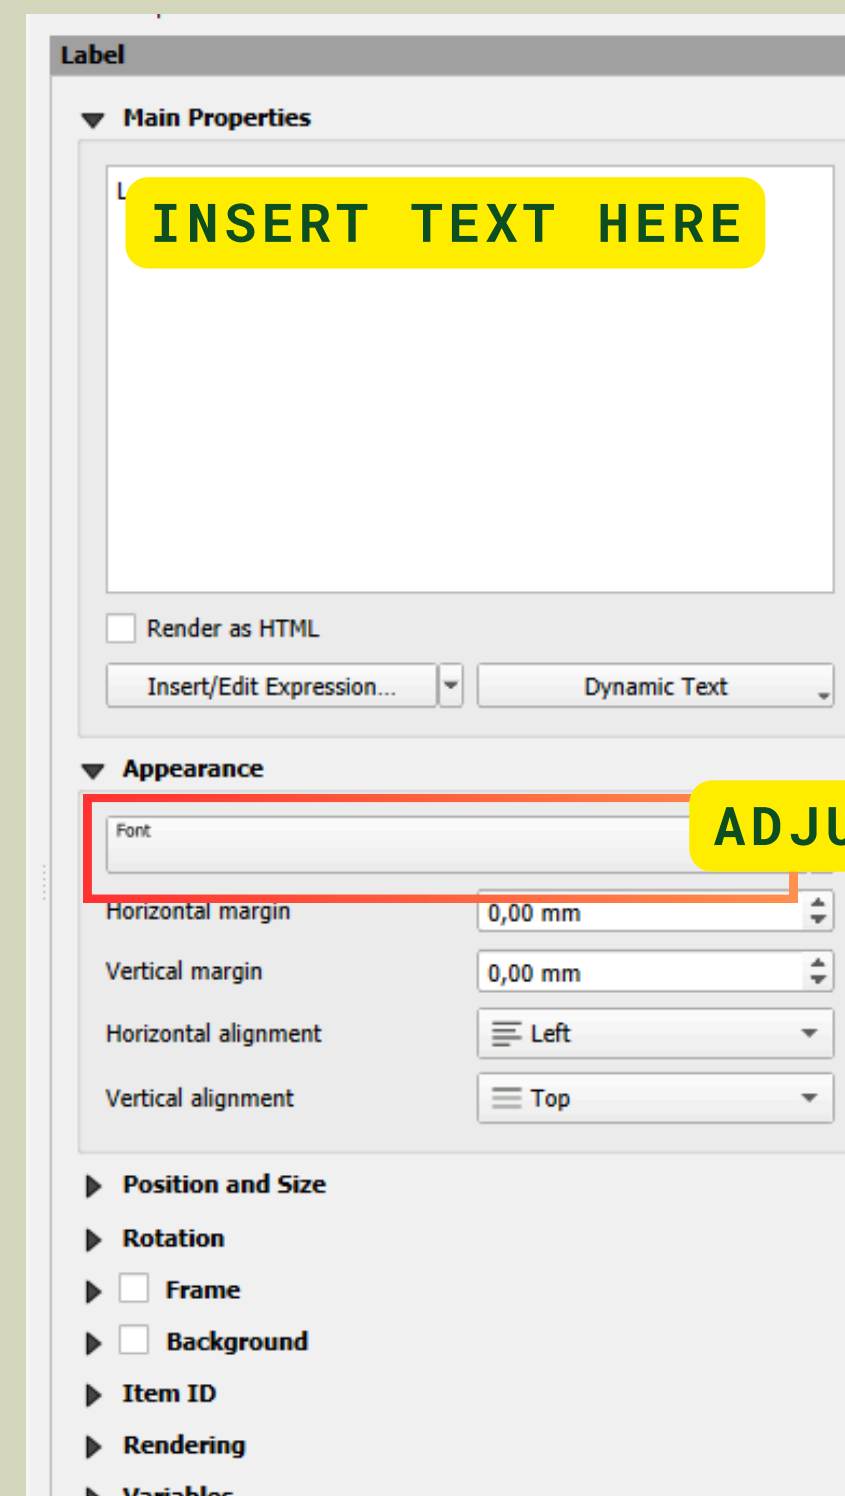 Label
Main Properties
INSERT TEXT HERE
Render as HTML
Insert/Edit Expression...
Dynamic Text
Appearance
Font
Horizontal margin
0,00 mm
Vertical margin
0,00 mm
Horizontal alignment
Left
Vertical alignment
Top
Position and Size
Rotation
Frame
Background
Item ID
Rendering
Variables